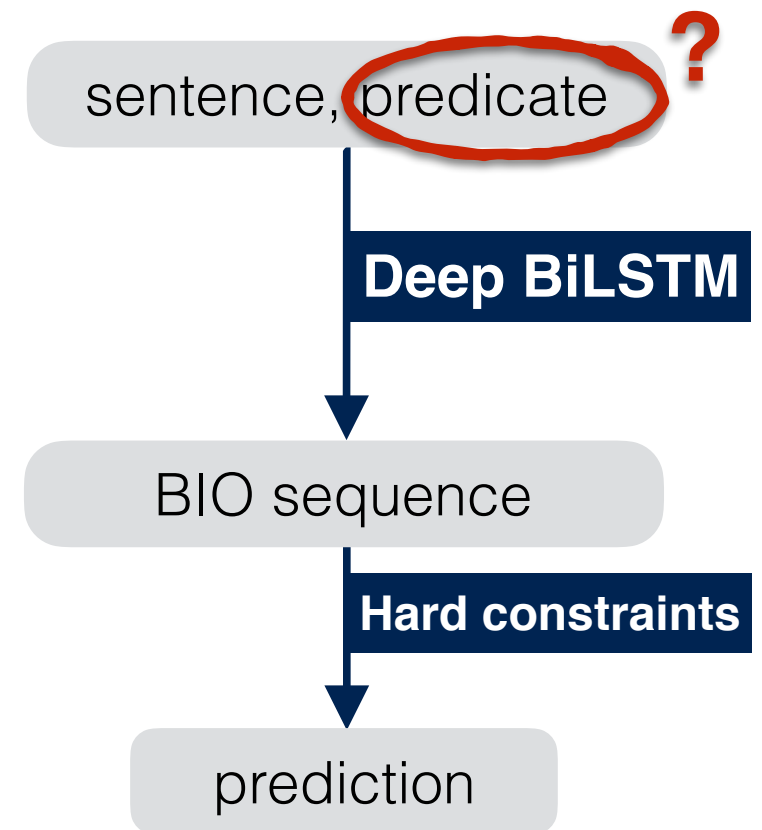 ?
sentence, predicate
Deep BiLSTM
BIO sequence
Hard constraints
prediction